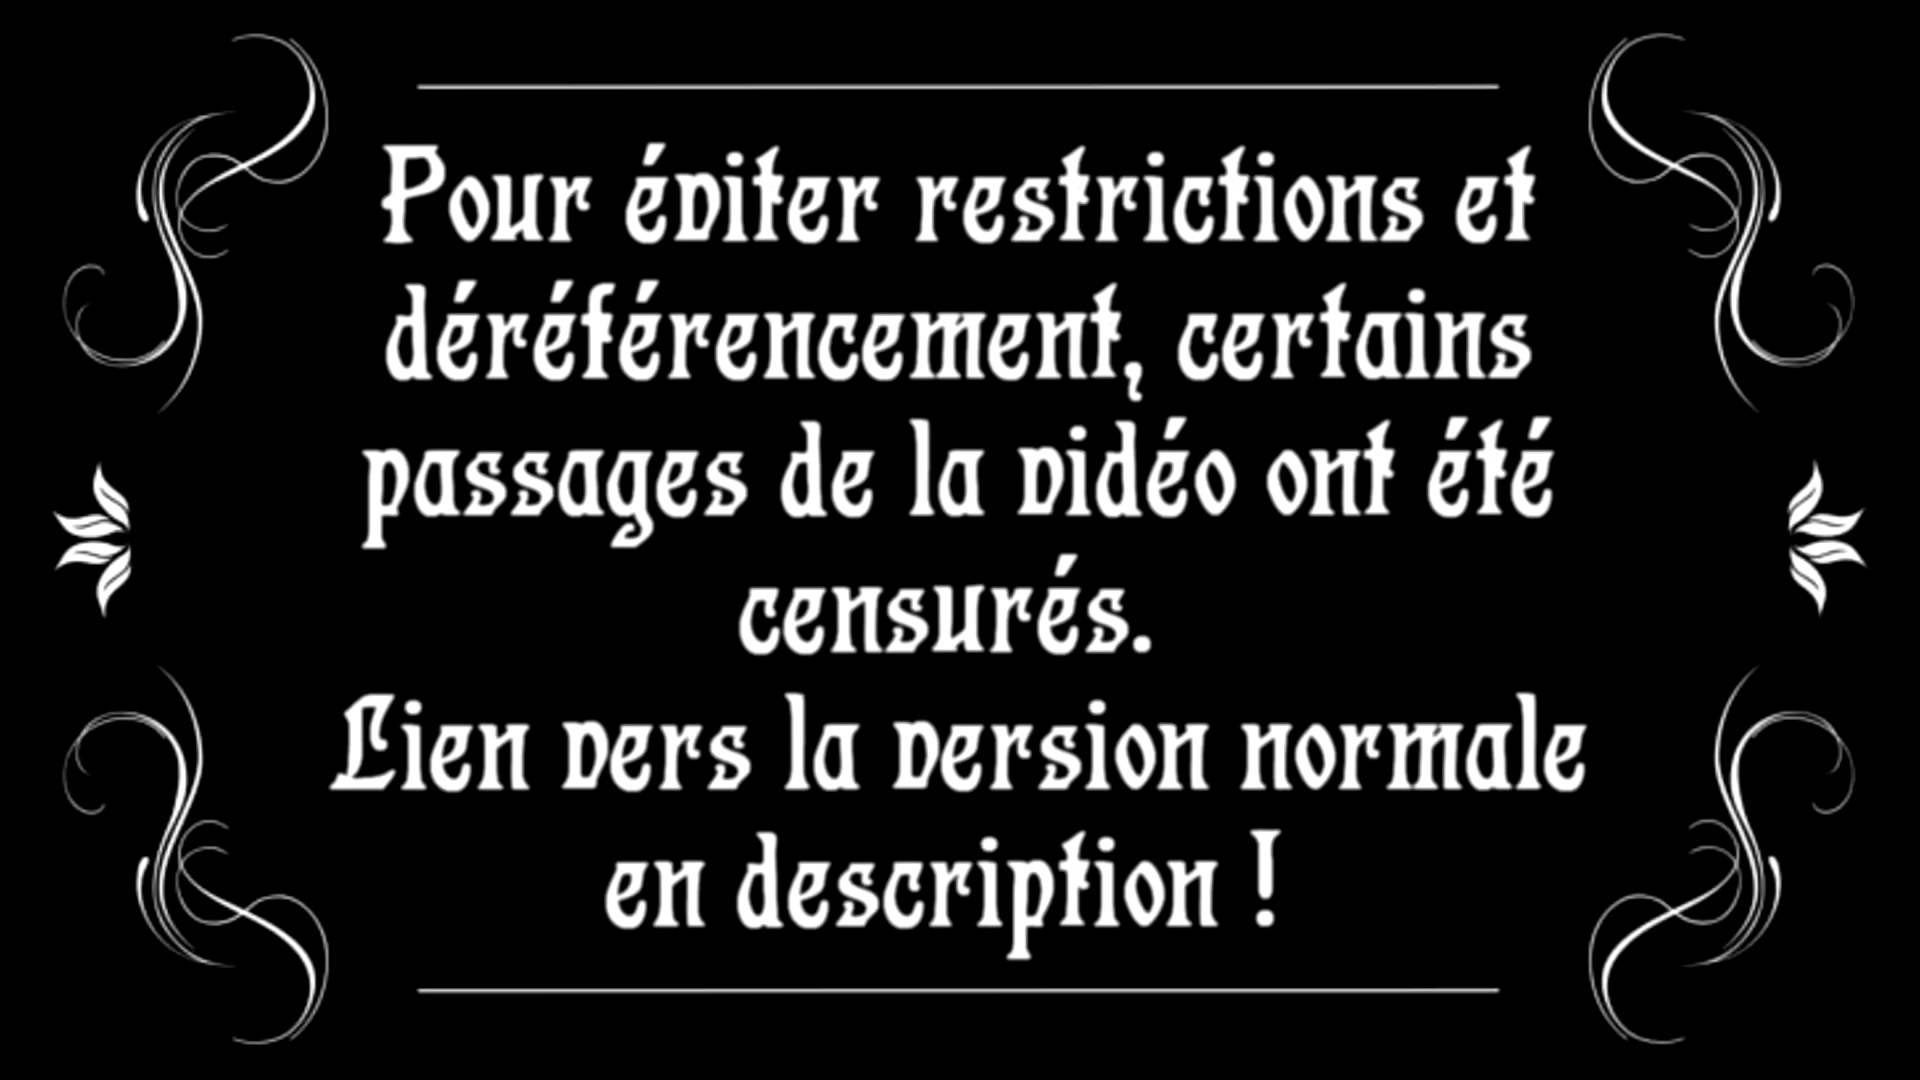 Pour éviter restrictions et
déréférencement, certains
passages de la vidéo ont été
censurés.
Lien vers la version normale
en description !